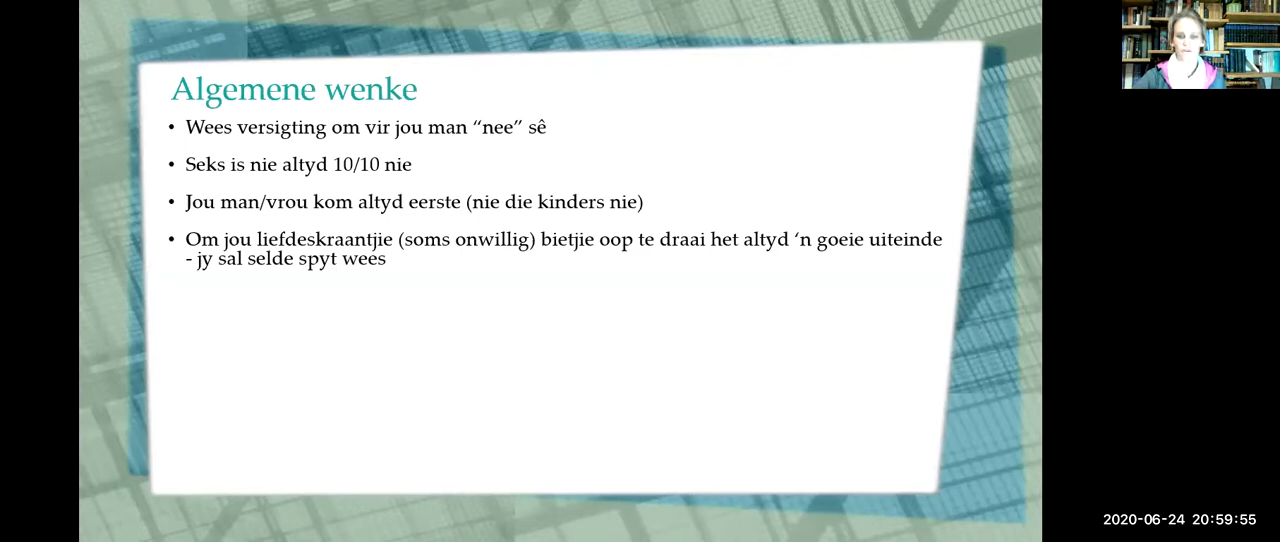 Algemene wenke
• Wees versigting om vir jou man “nee” sê
• Seks is nie altyd 10/10 nie
• Jou man/vrou kom altyd eerste (nie die kinders nie)
• Om jou liefdeskraantjie (soms onwillig) bietjie oop te draai het altyd ‘n goeie uiteinde
- jy sal selde spyt wees
2020-06-24 20:59:55